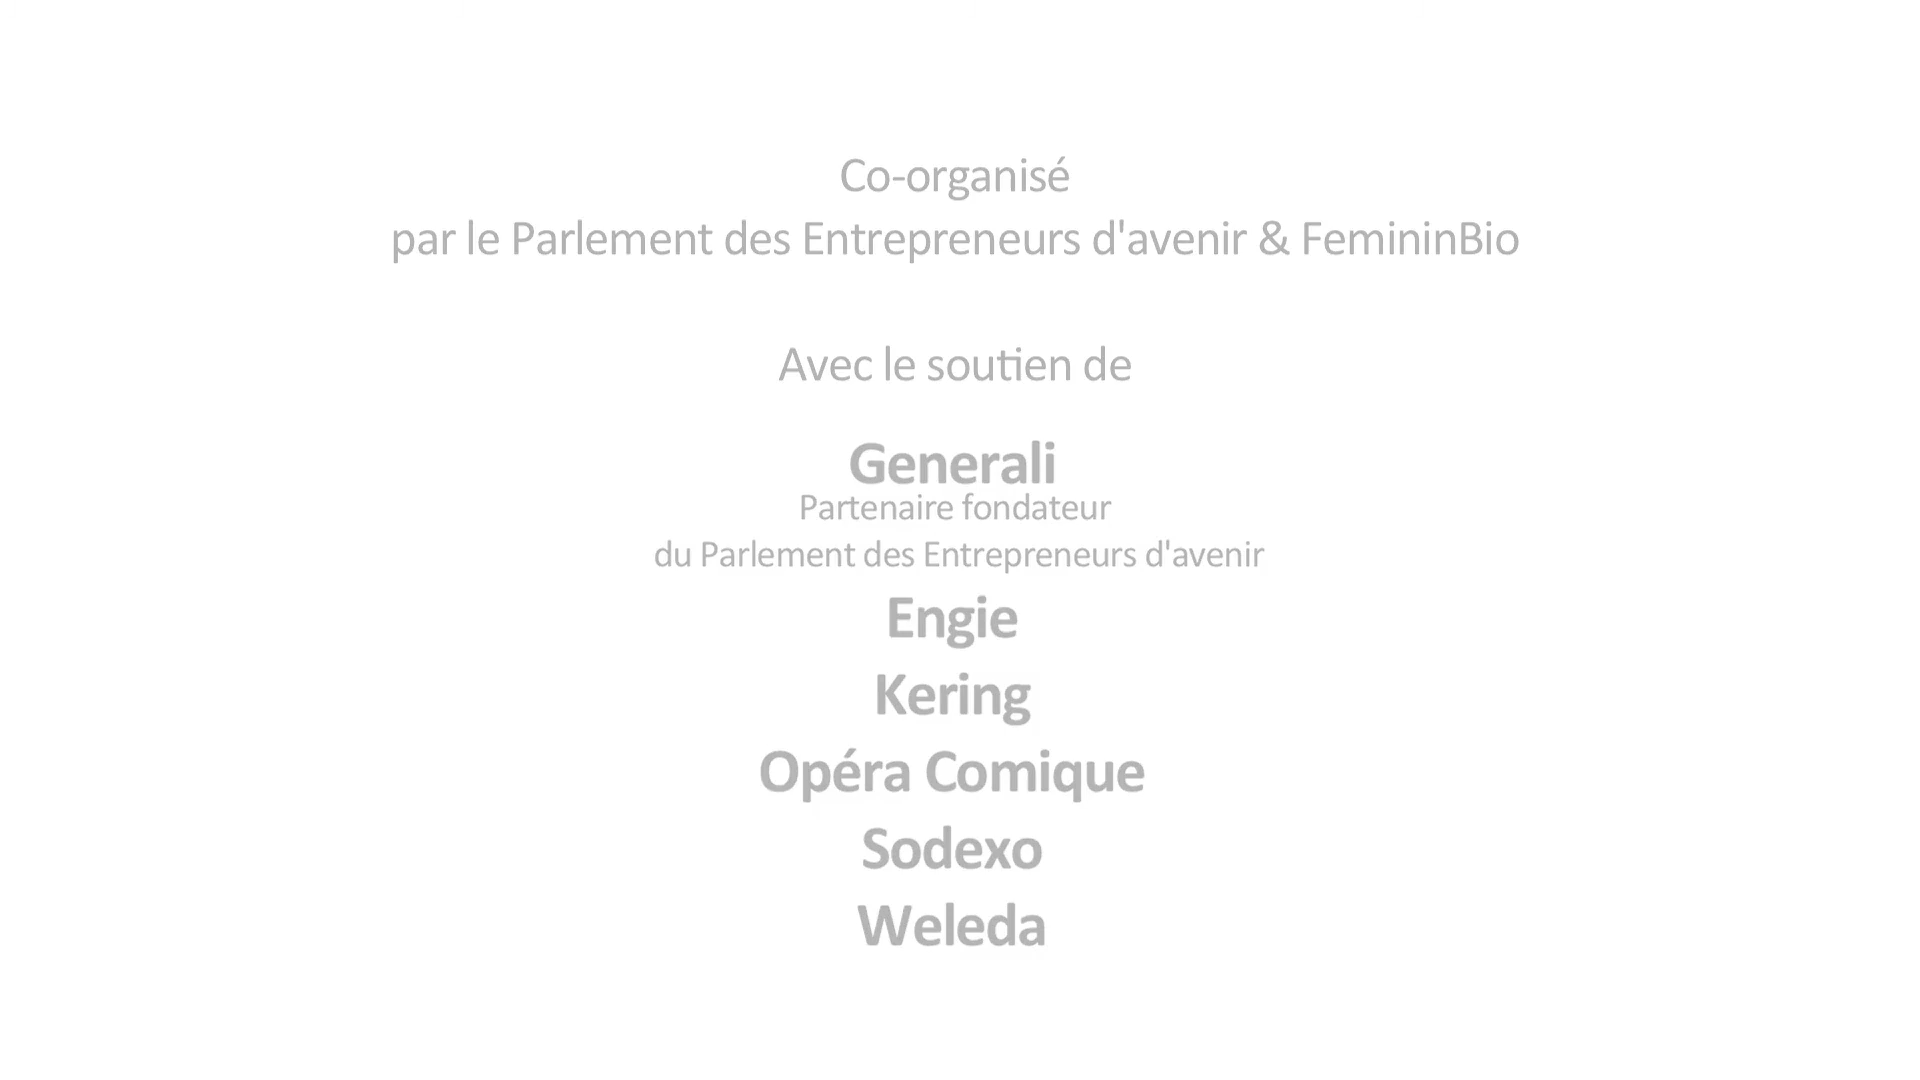 Co-organisé
par le Parlement des Entrepreneurs d'avenir & FemininBio
Avec le soutien de
Generali
Partenaire fondateur
du Parlement des Entrepreneurs d'avenir
Engie
Kering
Opéra Comique
Sodexo
Weleda